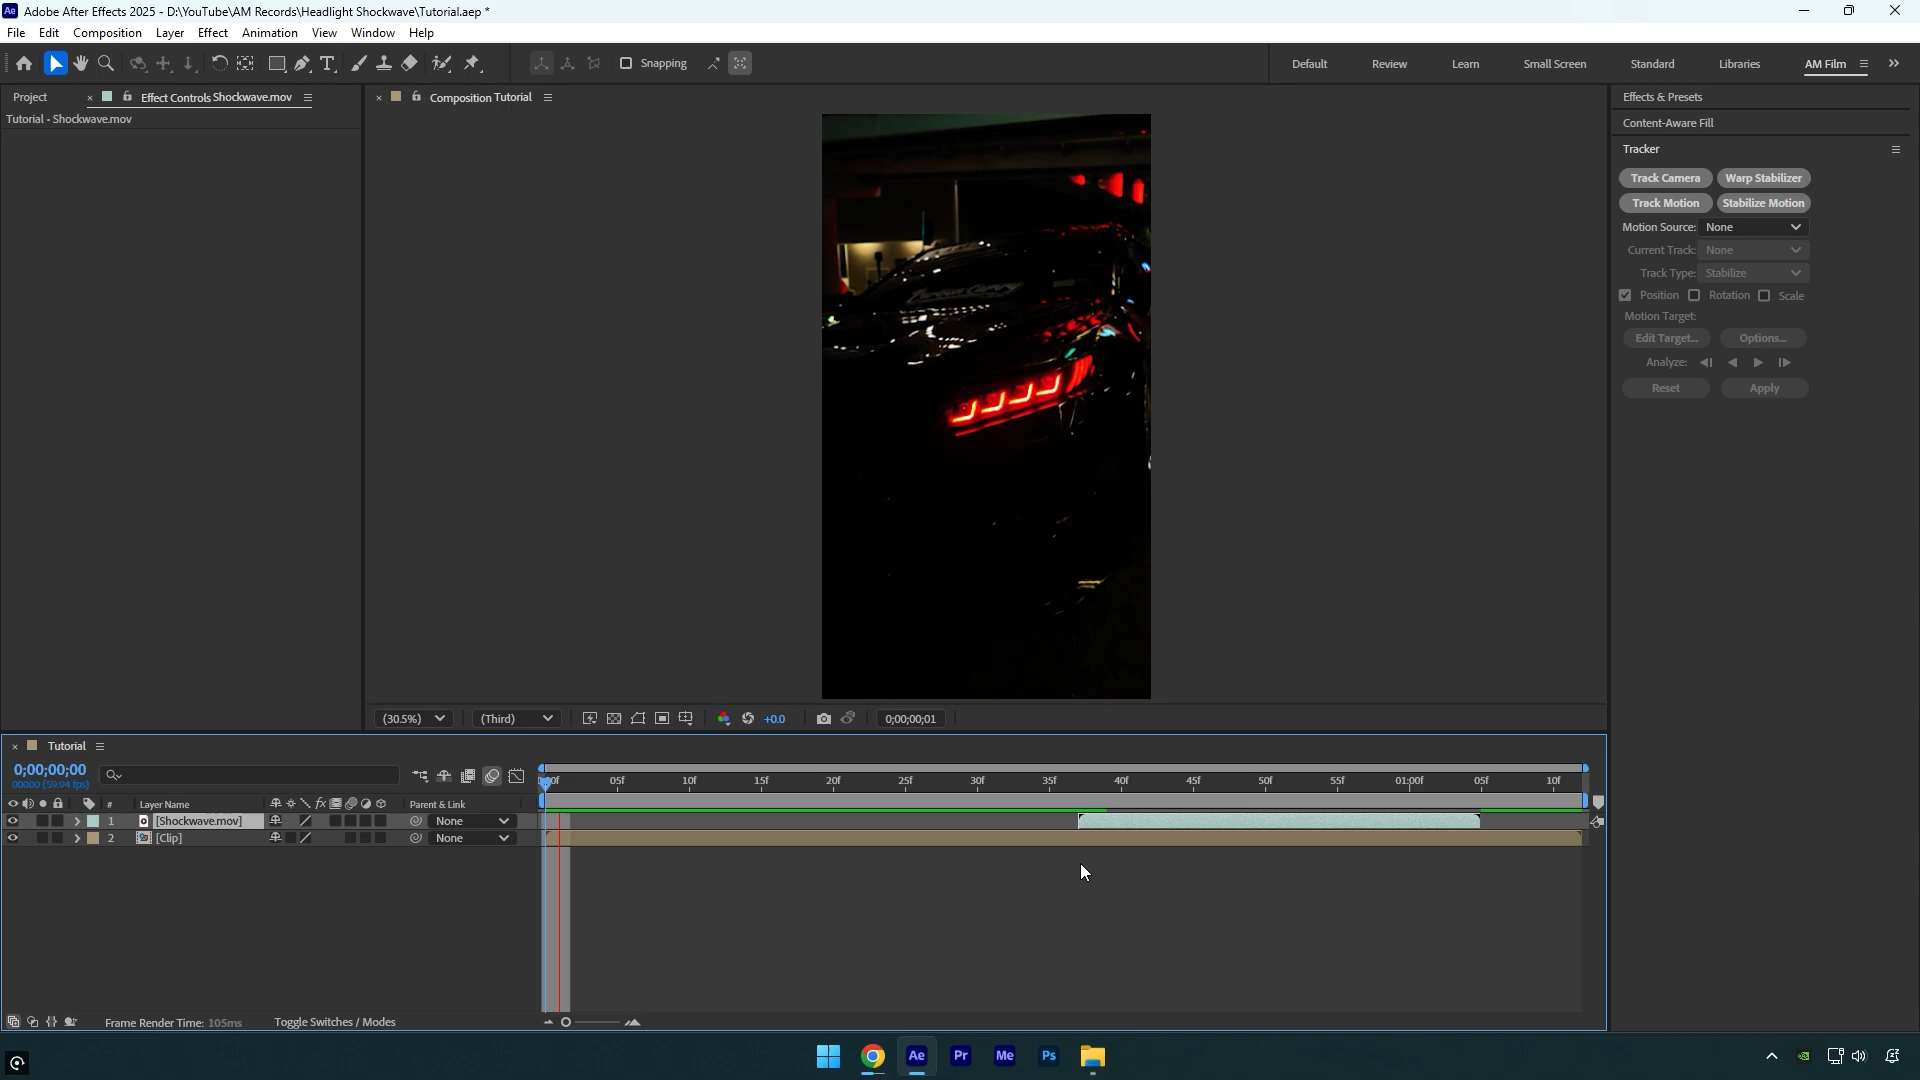 Adobe After Effects 2025 - D:\YouTube\AM Records\Headlight Shockwave\Tutorial.aep *
File Edit Composition Layer Effect Animation View Window Help
Snapping
Default Review Learn Small Screen Standard Libraries AM Film
Project
Effect Controls Shockwave.mov
Tutorial • Shockwave.mov
Composition Tutorial
Effects & Presets
Content-Aware Fill
Tracker
Track Camera Warp Stabilizer
Track Motion Stabilize Motion
Motion Source: None
Current Track: None
Track Type: Stabilize
Position Rotation Scale
Motion Target:
Edit Target... Options...
Analyze:
Reset Apply
(30.5%) (Third) +0.0 0;00;00;01
Tutorial
0;00;00;00
00000 (59.94 fps)
# Layer Name fx Parent & Link
:00f 05f 10f 15f 20f 25f 30f 35f 40f 45f 50f 55f 01:00f 05f 10f
1 [Shockwave.mov] None
2 [Clip] None
Frame Render Time: 105ms Toggle Switches / Modes
Ae Pr Me Ps